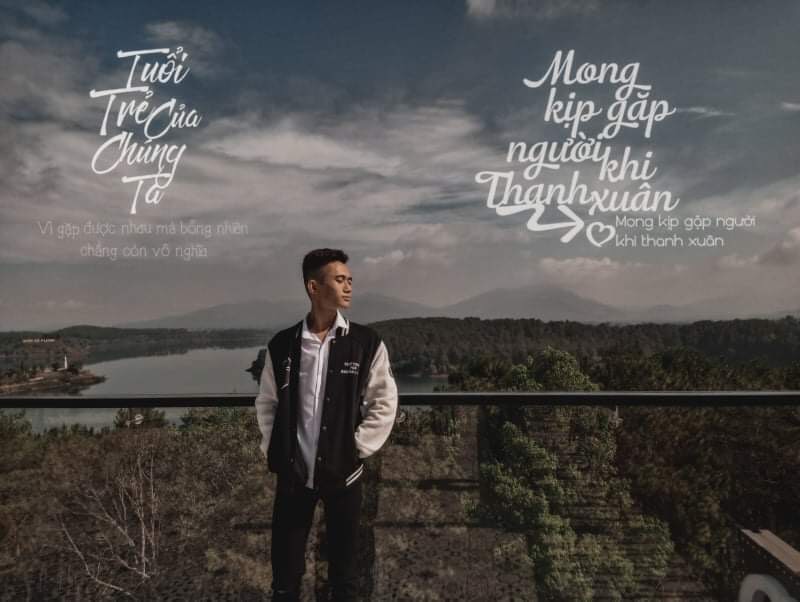 Tuổi
Trẻ Của
Chúng
Ta
Vì gặp được nhau mà bỗng nhiên
chẳng còn vô nghĩa
Mong
kịp gặp
người khi
Thanh xuân
Mong kịp gặp người
khi thanh xuân